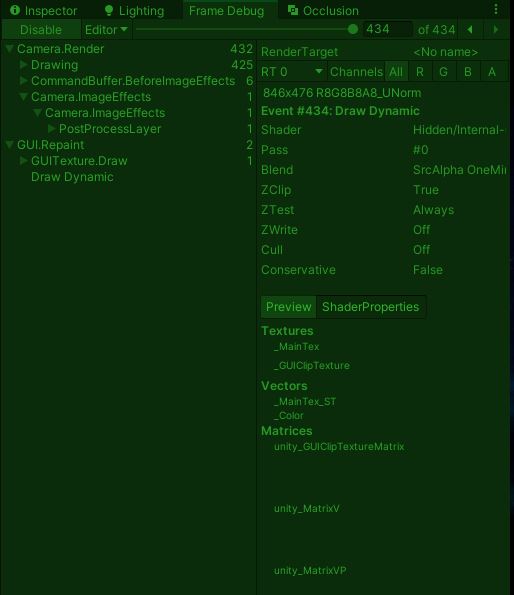 Inspector Lighting Frame Debug Occlusion
Disable Editor 434 of 434
Camera.Render 432
Drawing 425
CommandBuffer.BeforeImageEffects 6
Camera.ImageEffects 1
Camera.ImageEffects 1
PostProcessLayer 1
GUI.Repaint 2
GUITexture.Draw 1
Draw Dynamic
RenderTarget <No name>
RT 0 Channels All R G B A
846x476 R8G8B8A8_UNorm
Event #434: Draw Dynamic
Shader Hidden/Internal-
Pass #0
Blend SrcAlpha OneMin
ZClip True
ZTest Always
ZWrite Off
Cull Off
Conservative False
Preview ShaderProperties
Textures
_MainTex
_GUIClipTexture
Vectors
_MainTex_ST
_Color
Matrices
unity_GUIClipTextureMatrix
unity_MatrixV
unity_MatrixVP